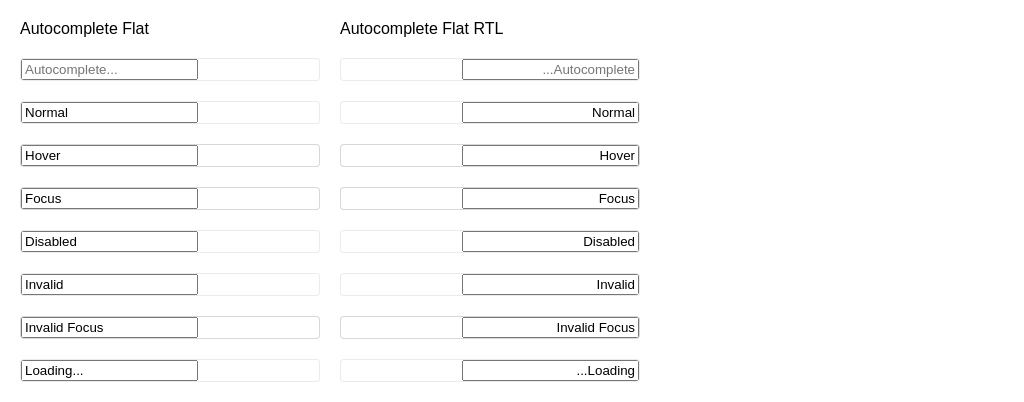 Autocomplete Flat
Autocomplete Flat RTL
Autocomplete...
...Autocomplete
Normal
Normal
Hover
Hover
Focus
Focus
Disabled
Disabled
Invalid
Invalid
Invalid Focus
Invalid Focus
Loading...
...Loading